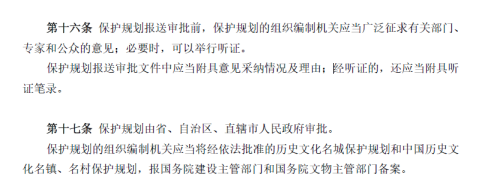 第十六条 保护规划报送审批前，保护规划的组织编制机关应当广泛征求有关部门、
专家和公众的意见；必要时，可以举行听证。
保护规划报送审批文件中应当附具意见采纳情况及理由；经听证的，还应当附具听
证笔录。
第十七条 保护规划由省、自治区、直辖市人民政府审批。
保护规划的组织编制机关应当将经依法批准的历史文化名城保护规划和中国历史文
化名镇、名村保护规划，报国务院建设主管部门和国务院文物主管部门备案。